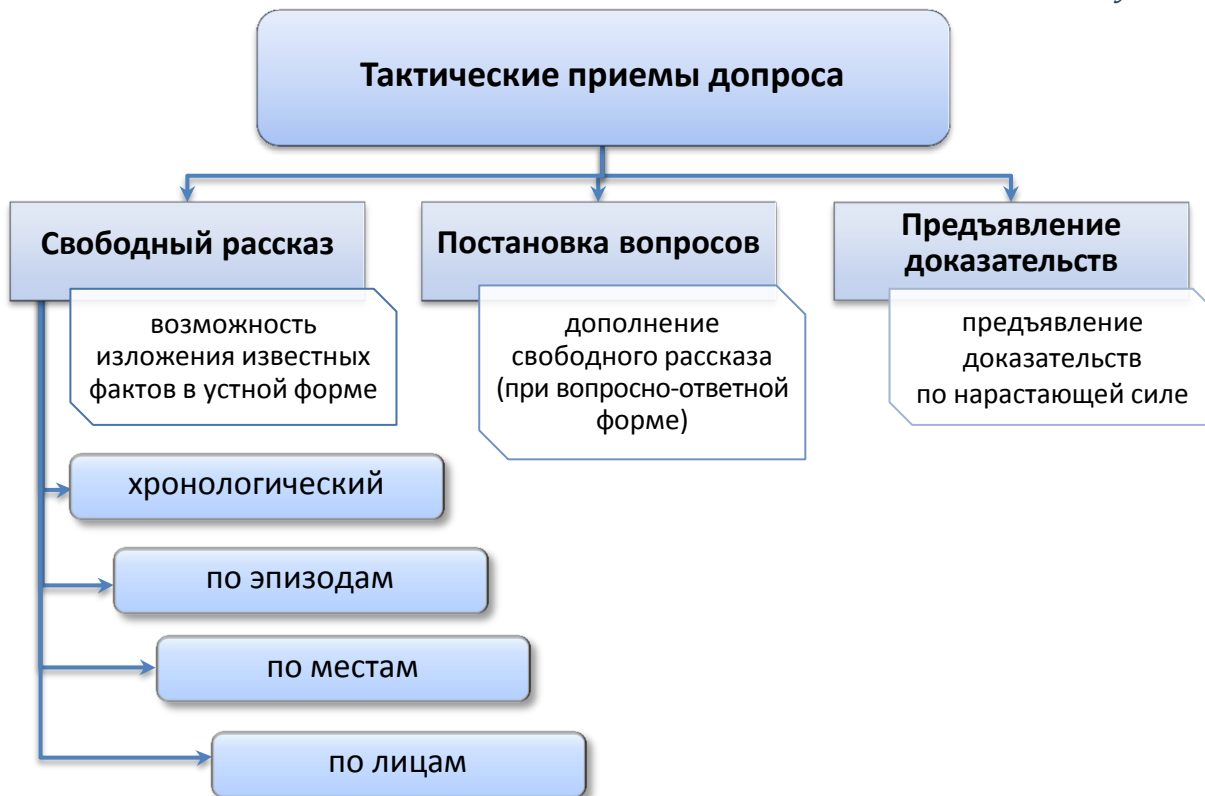 Тактические приемы допроса
Свободный рассказ
возможность
изложения известных
фактов в устной форме
хронологический
по эпизодам
по местам
по лицам
Постановка вопросов
дополнение
свободного рассказа
(при вопросно-ответной
форме)
Предъявление
доказательств
предъявление
доказательств
по нарастающей силе